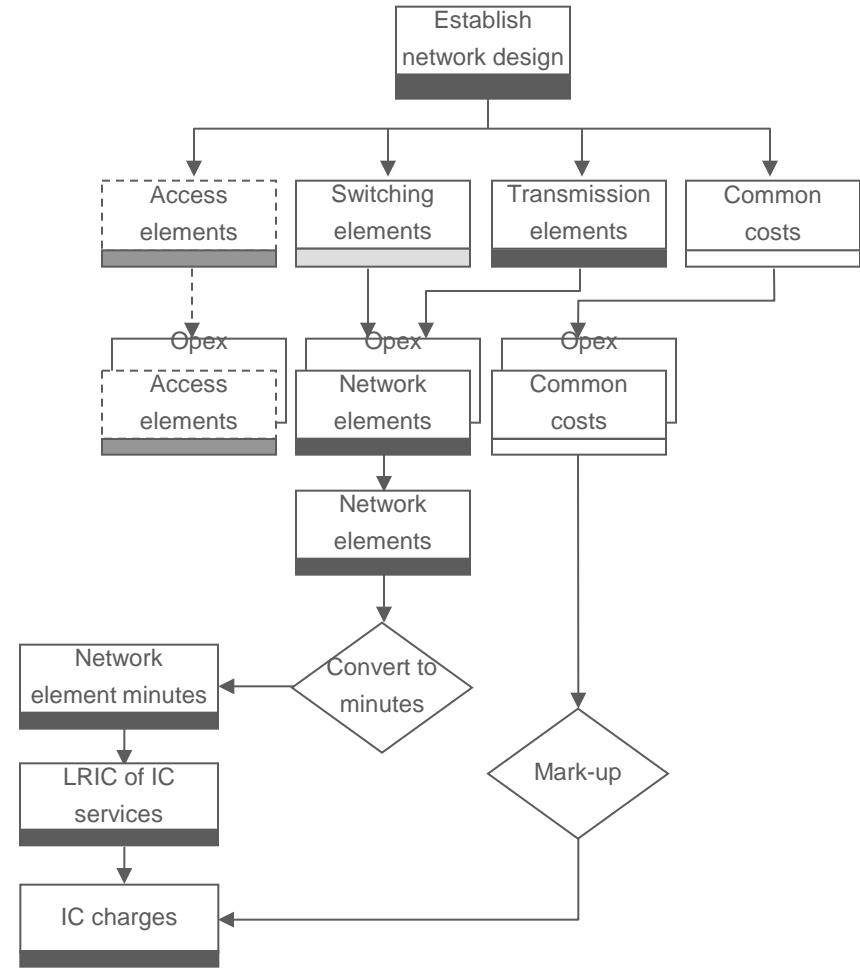 Establish
network design
Access
elements
Switching
elements
Transmission
elements
Common
costs
Opex
Access
elements
Opex
Network
elements
Opex
Common
costs
Network
elements
Convert to
minutes
Network
element minutes
Mark-up
LRIC of IC
services
IC charges